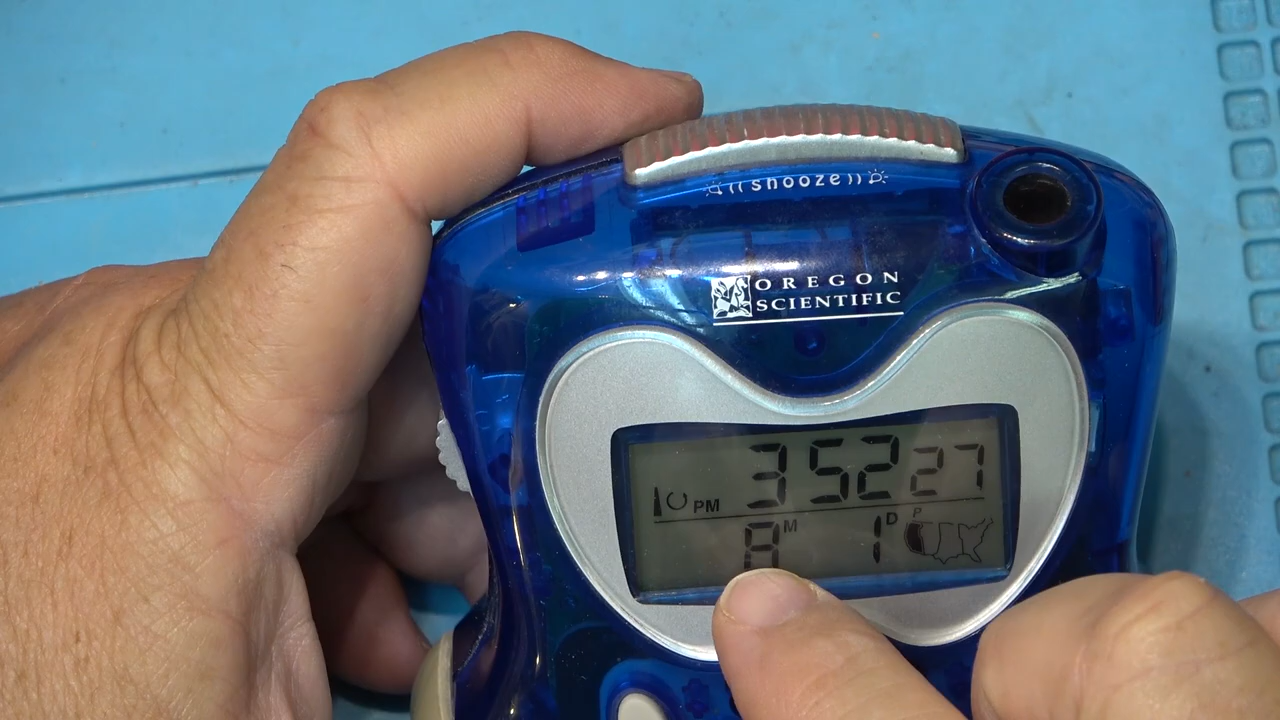 ((snooze))
OREGON
SCIENTIFIC
PM 3 52 27
8 M 1 D P